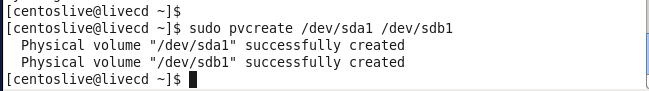 [centoslive@livecd ~]$
[centoslive@livecd ~]$ sudo pvcreate /dev/sda1 /dev/sdb1
  Physical volume "/dev/sda1" successfully created
  Physical volume "/dev/sdb1" successfully created
[centoslive@livecd ~]$